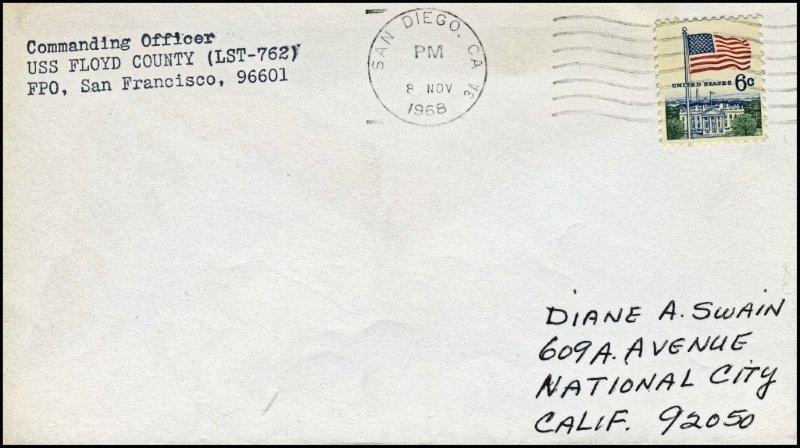 Commanding Officer
USS FLOYD COUNTY (LST-762)
FPO, San Francisco, 96601
SAN DIEGO, CA
PM
8 NOV
1968
3A
UNITED STATES 6c
DIANE A. SWAIN
609 A. AVENUE
NATIONAL CITY
CALIF. 92050